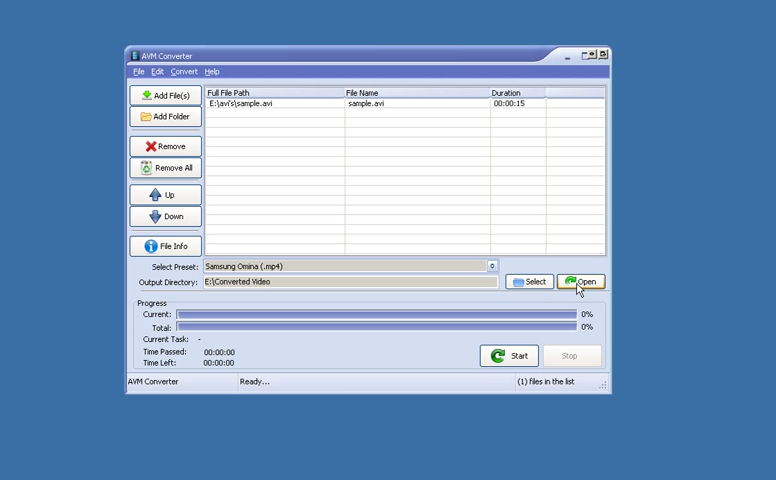 AVM Converter
File Edit Convert Help
Add File(s)
Add Folder
Remove
Remove All
Up
Down
File Info
Full File Path File Name Duration
E:\avi's\sample.avi sample.avi 00:00:15
Select Preset: Samsung Omina (.mp4)
Output Directory: E:\Converted Video Select Open
Progress
Current: 0%
Total: 0%
Current Task: -
Time Passed: 00:00:00
Time Left: 00:00:00
Start Stop
AVM Converter Ready... (1) files in the list